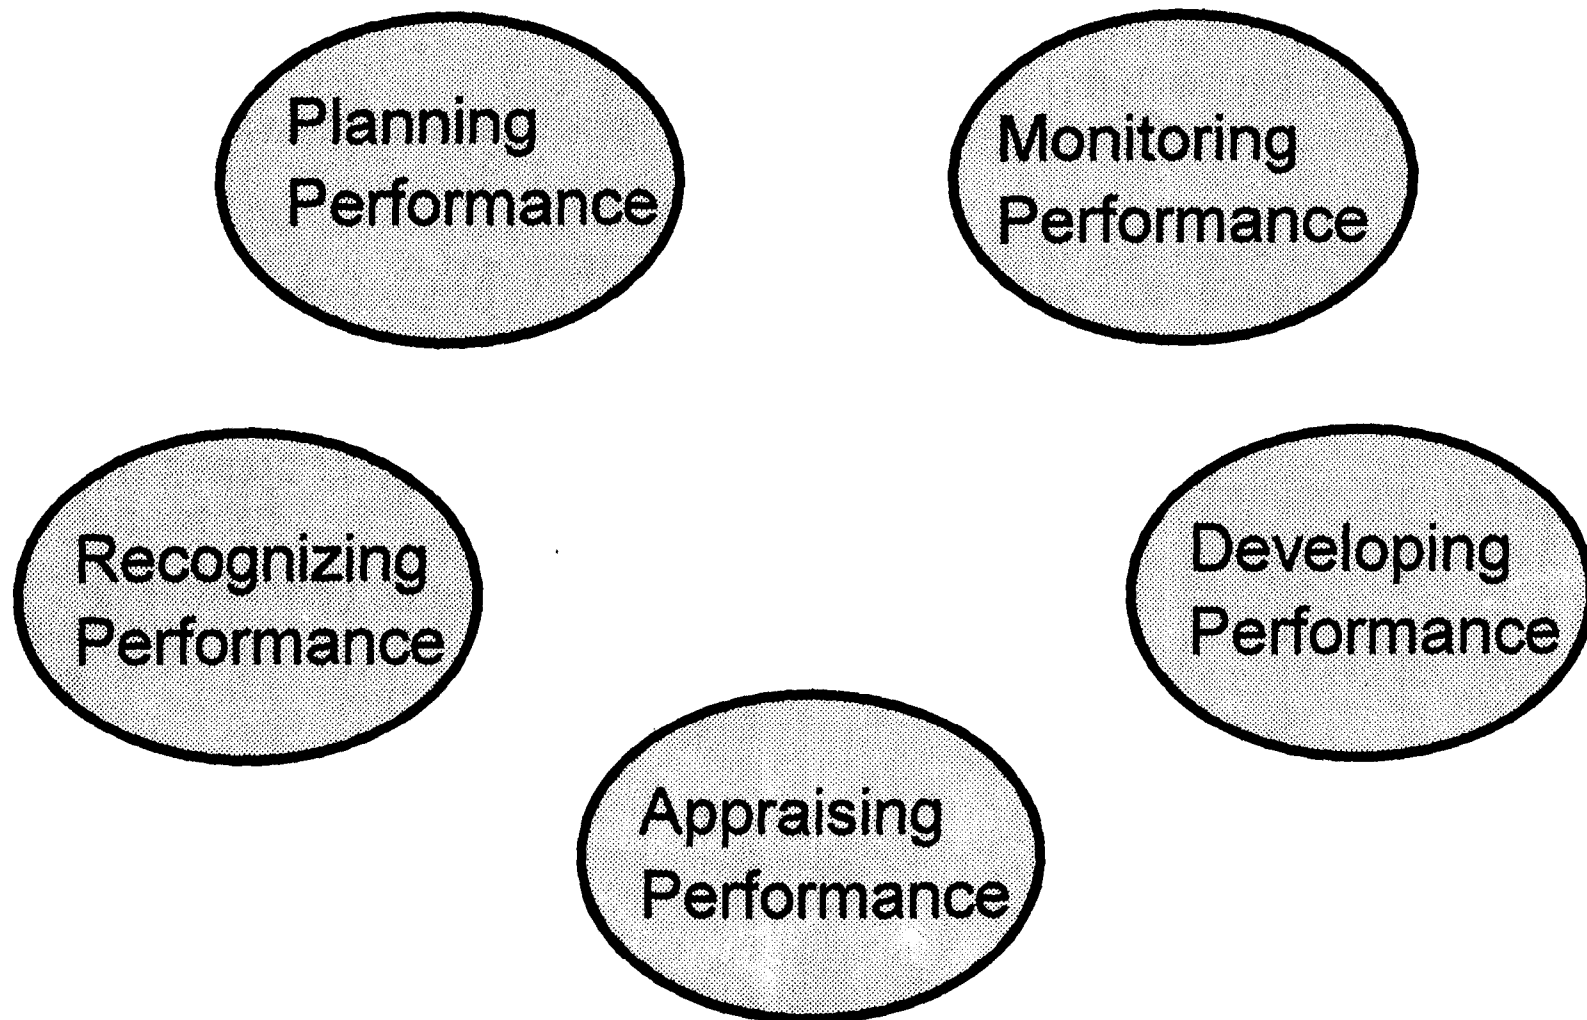 Planning
Performance
Monitoring
Performance
Recognizing
Performance
Developing
Performance
Appraising
Performance